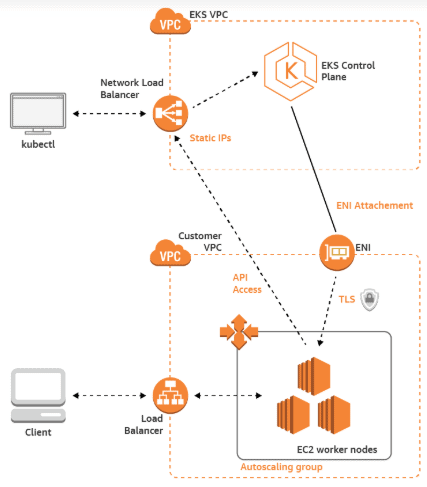 VPC
EKS VPC
Network Load
Balancer
EKS Control
Plane
K
kubectl
Static IPs
ENI Attachement
Customer
VPC
VPC
ENI
API
Access
TLS
Client
Load
Balancer
EC2 worker nodes
Autoscaling group